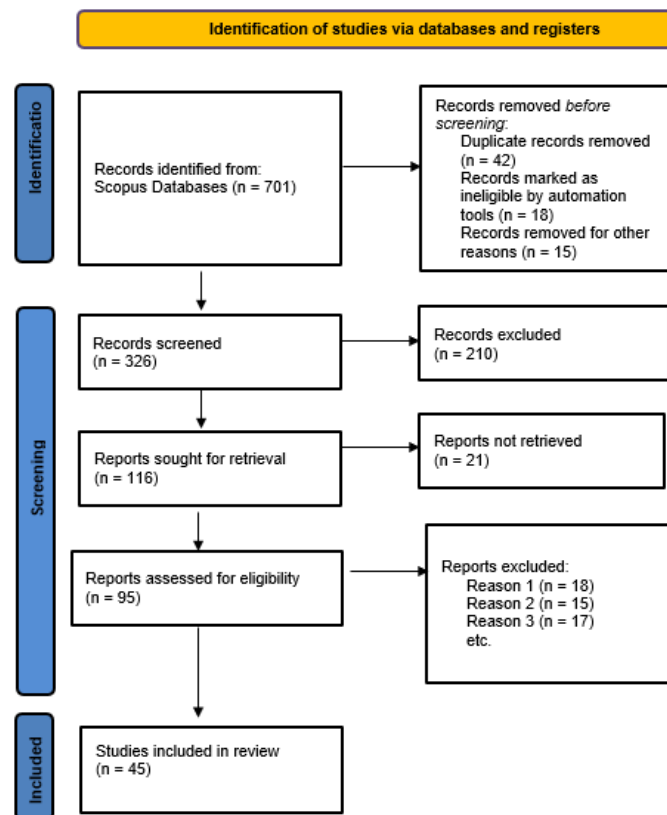 Identification of studies via databases and registers
Identificatio
Records identified from:
Scopus Databases (n = 701)
Records removed before
screening:
Duplicate records removed
(n = 42)
Records marked as
ineligible by automation
tools (n = 18)
Records removed for other
reasons (n = 15)
Screening
Records screened
(n = 326)
Records excluded
(n = 210)
Reports sought for retrieval
(n = 116)
Reports not retrieved
(n = 21)
Reports assessed for eligibility
(n = 95)
Reports excluded:
Reason 1 (n = 18)
Reason 2 (n = 15)
Reason 3 (n = 17)
etc.
Included
Studies included in review
(n = 45)